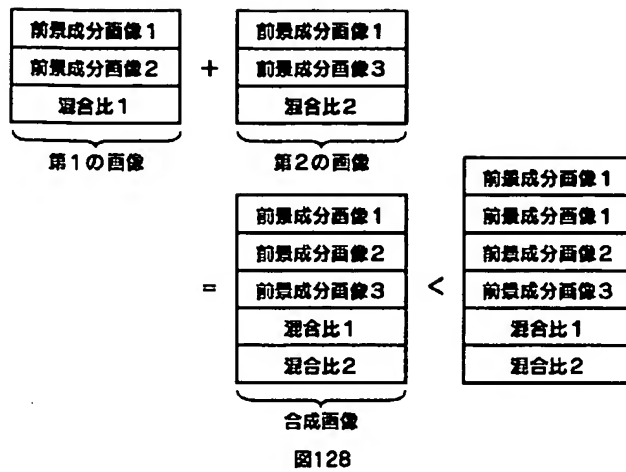 前景成分画像1
前景成分画像2
混合比1
第1の画像
+
前景成分画像1
前景成分画像3
混合比2
第2の画像
=
前景成分画像1
前景成分画像2
前景成分画像3
混合比1
混合比2
合成画像
<
前景成分画像1
前景成分画像1
前景成分画像2
前景成分画像3
混合比1
混合比2
図128